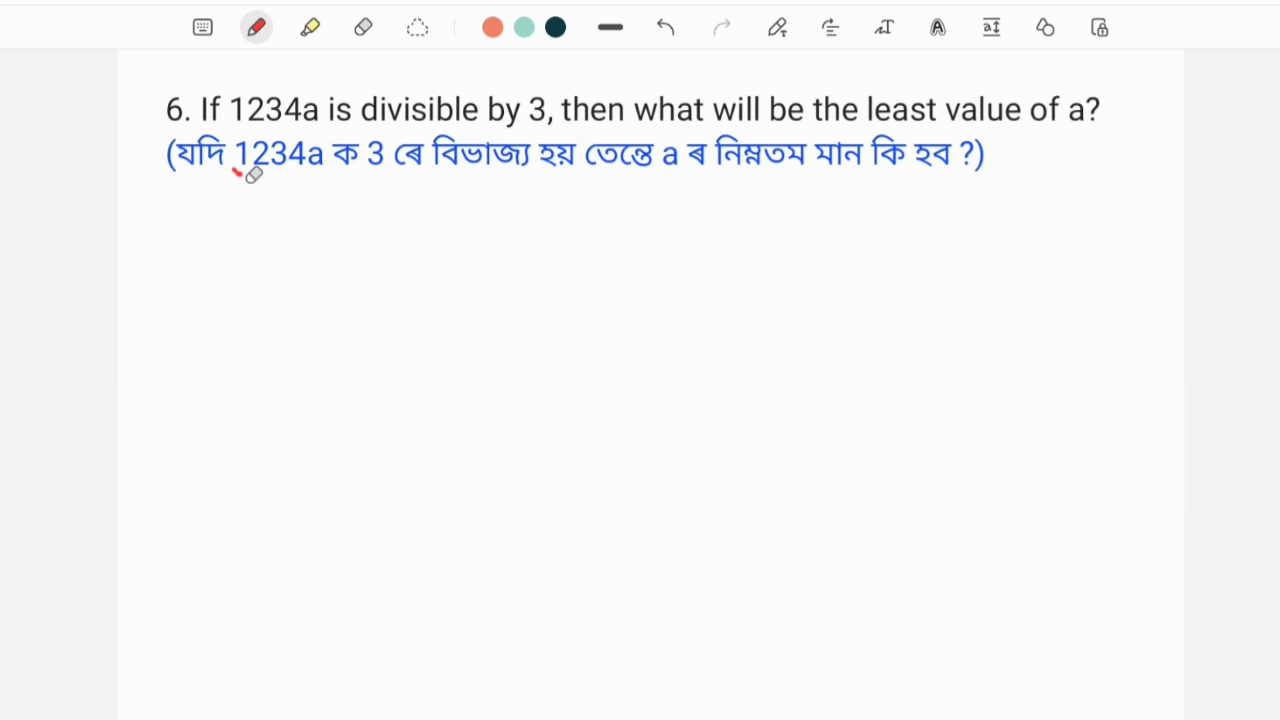 6. If 1234a is divisible by 3, then what will be the least value of a?
(যদি 1234a ক 3 ৰে বিভাজ্য হয় তেন্তে a ৰ নিম্নতম মান কি হব ?)